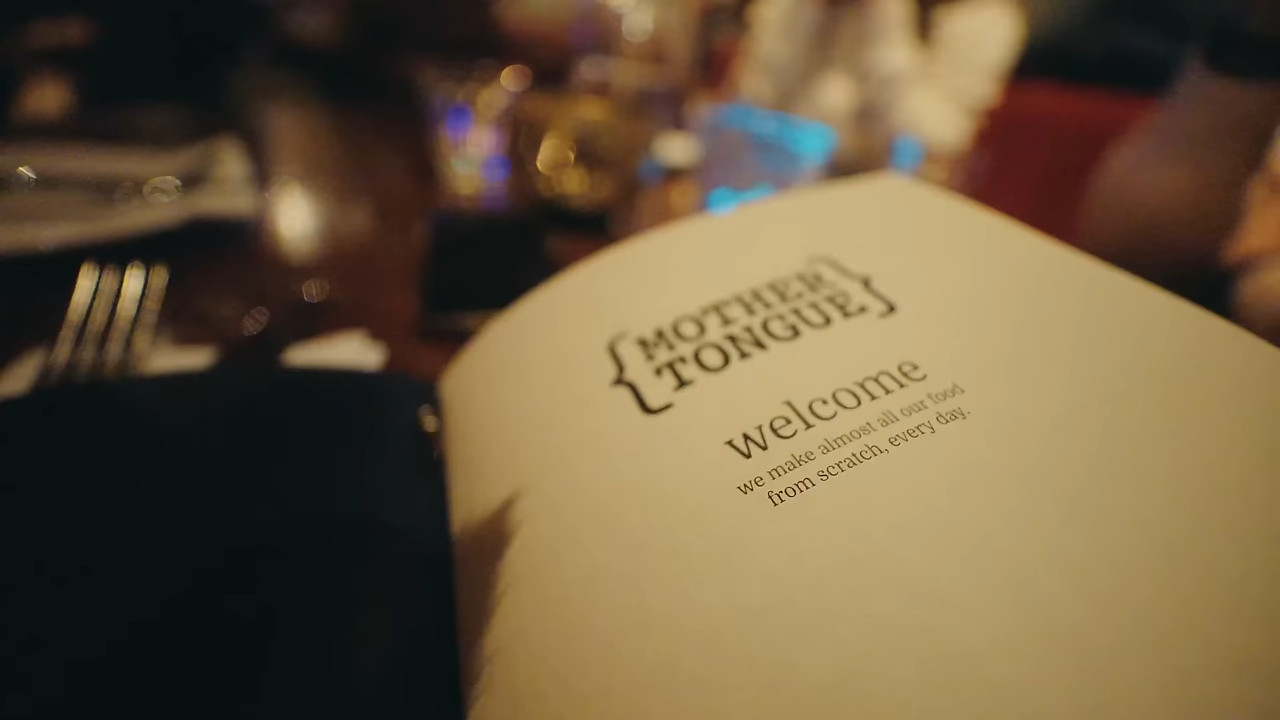 {MOTHER
TONGUE}
welcome
we make almost all our food
from scratch, every day.